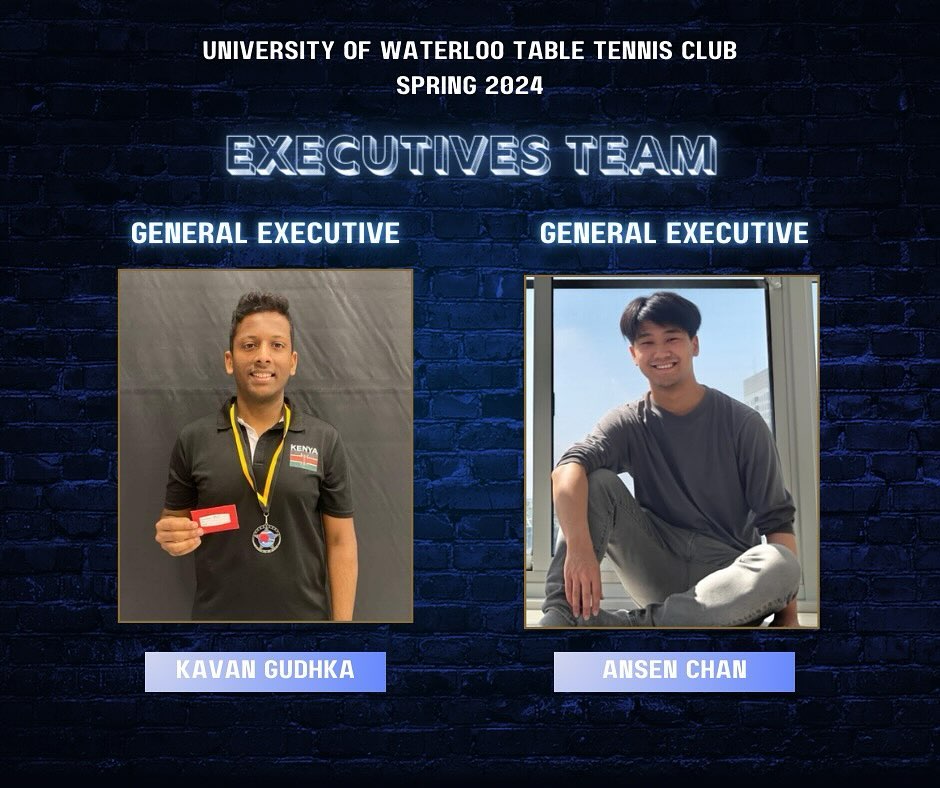 UNIVERSITY OF WATERLOO TABLE TENNIS CLUB
SPRING 2024
EXECUTIVES TEAM
GENERAL EXECUTIVE
GENERAL EXECUTIVE
KENYA
KAVAN GUDHKA
ANSEN CHAN